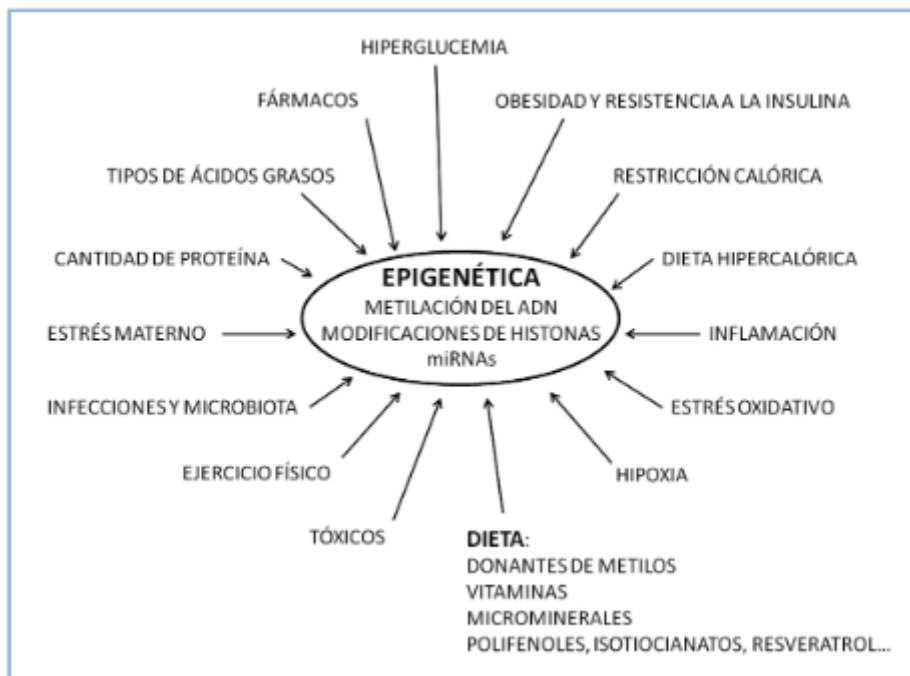 HIPERGLUCEMIA
FÁRMACOS
OBESIDAD Y RESISTENCIA A LA INSULINA
TIPOS DE ÁCIDOS GRASOS
RESTRICCIÓN CALÓRICA
CANTIDAD DE PROTEÍNA
DIETA HIPERCALÓRICA
EPIGENÉTICA
METILACIÓN DEL ADN
MODIFICACIONES DE HISTONAS
miRNAs
ESTRÉS MATERNO
INFLAMACIÓN
INFECCIONES Y MICROBIOTA
ESTRÉS OXIDATIVO
EJERCICIO FÍSICO
HIPOXIA
TÓXICOS
DIETA:
DONANTES DE METILOS
VITAMINAS
MICROMINERALES
POLIFENOLES, ISOTIOCIANATOS, RESVERATROL...